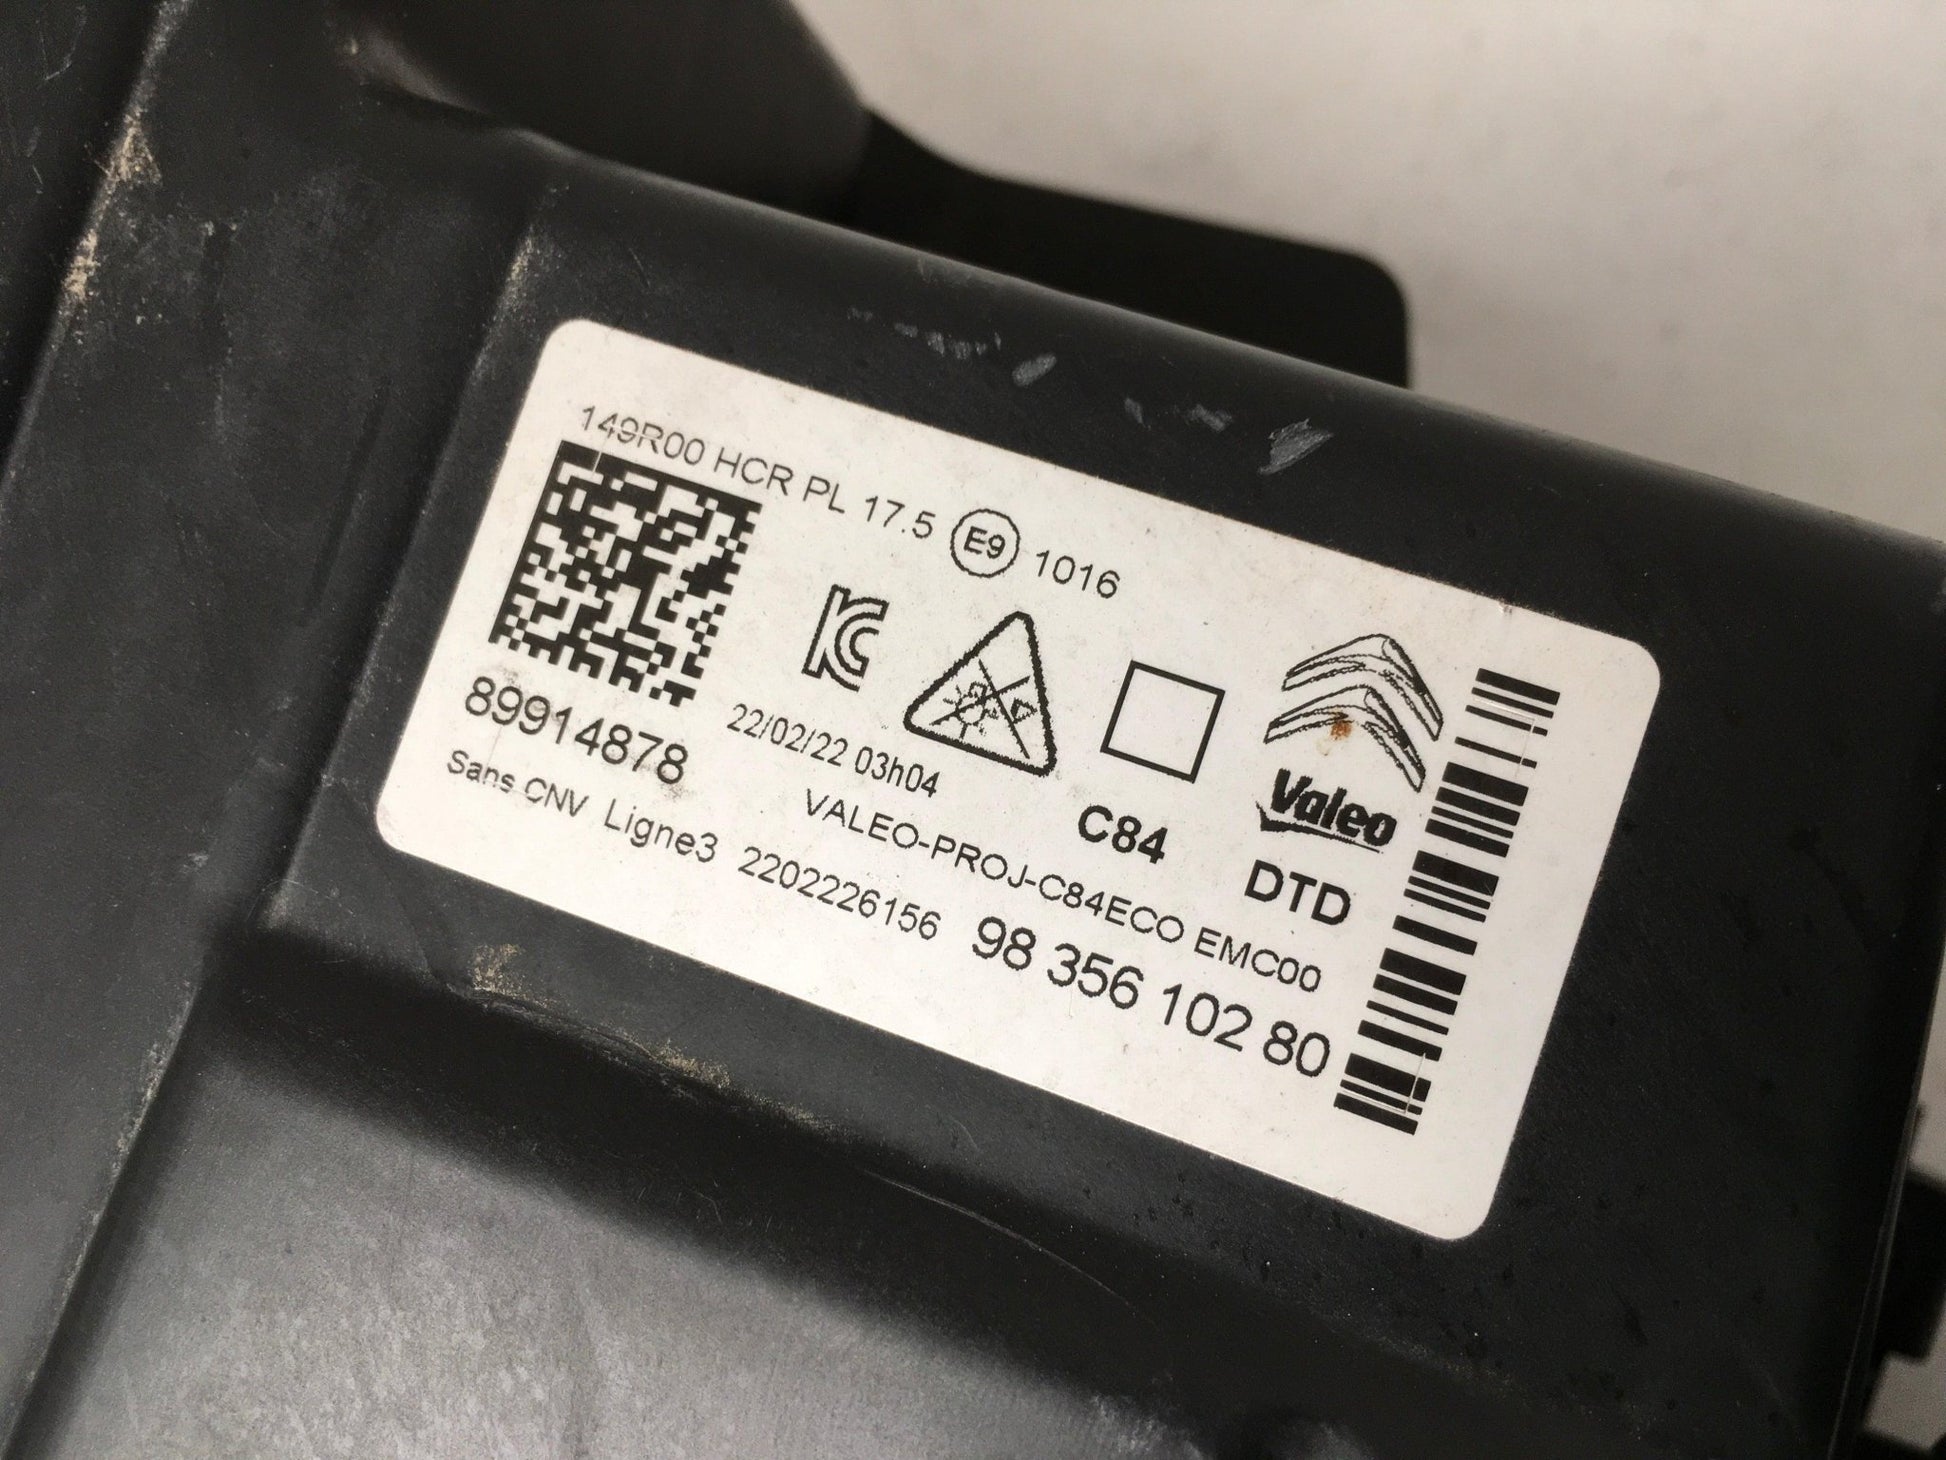 149R00 HCR PL 17.5 E9 1016
KC
89914878
22/02/22 03h04
C84
Valeo
DTD
Sans CNV
VALEO-PROJ-C84ECO EMC00
Ligne3 2202226156 98 356 102 80